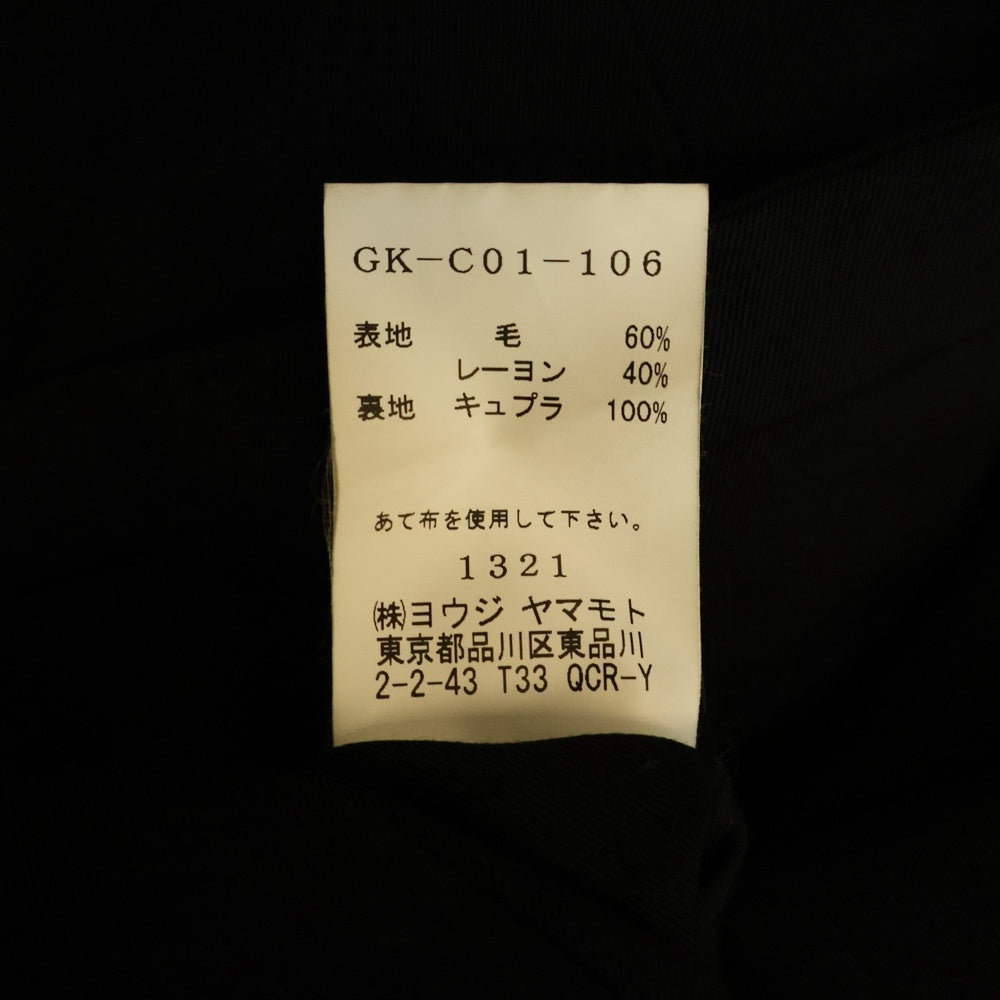 GK-C01-106
表地 毛 60%
レーヨン 40%
裏地 キュプラ 100%
あて布を使用して下さい。
1321
㈱ヨウジ ヤマモト
東京都品川区東品川
2-2-43 T33 QCR-Y